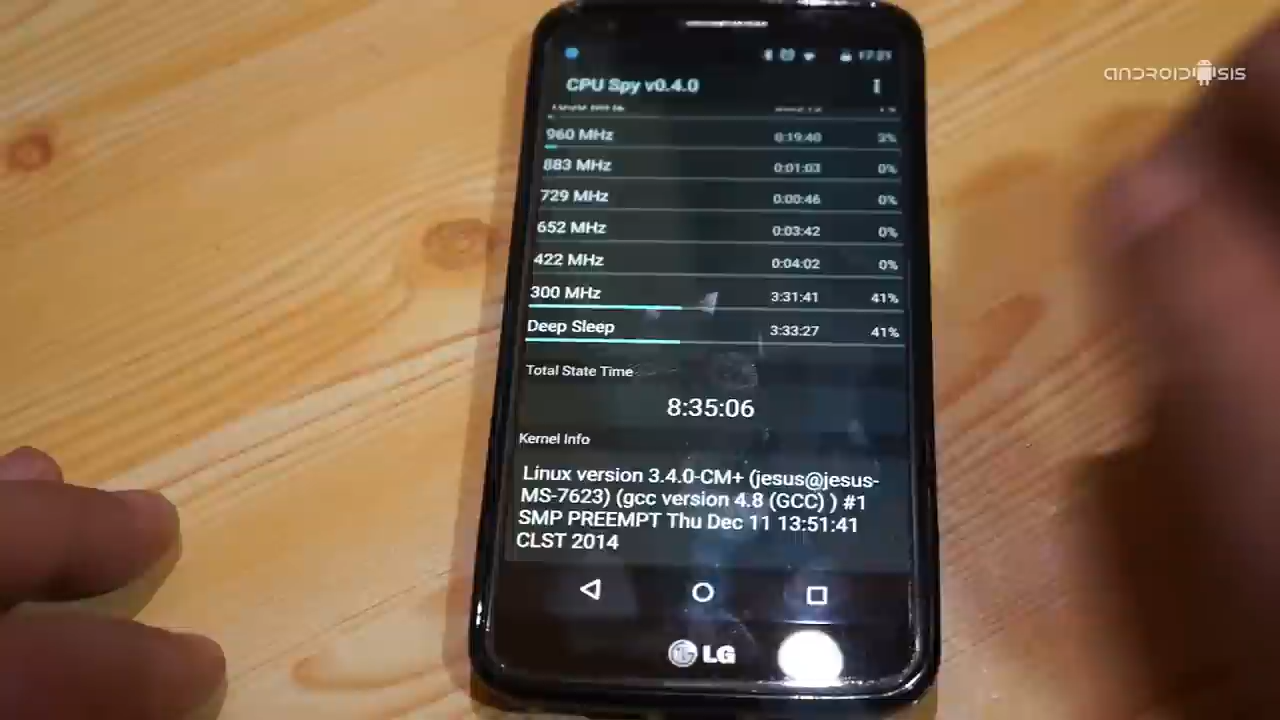 17:21
CPU Spy v0.4.0
ANDROIDSIS
960 MHz 0:19:40 3%
883 MHz 0:01:03 0%
729 MHz 0:00:46 0%
652 MHz 0:03:42 0%
422 MHz 0:04:02 0%
300 MHz 3:31:41 41%
Deep Sleep 3:33:27 41%
Total State Time
8:35:06
Kernel Info
Linux version 3.4.0-CM+ (jesus@jesus-
MS-7623) (gcc version 4.8 (GCC) ) #1
SMP PREEMPT Thu Dec 11 13:51:41
CLST 2014
LG